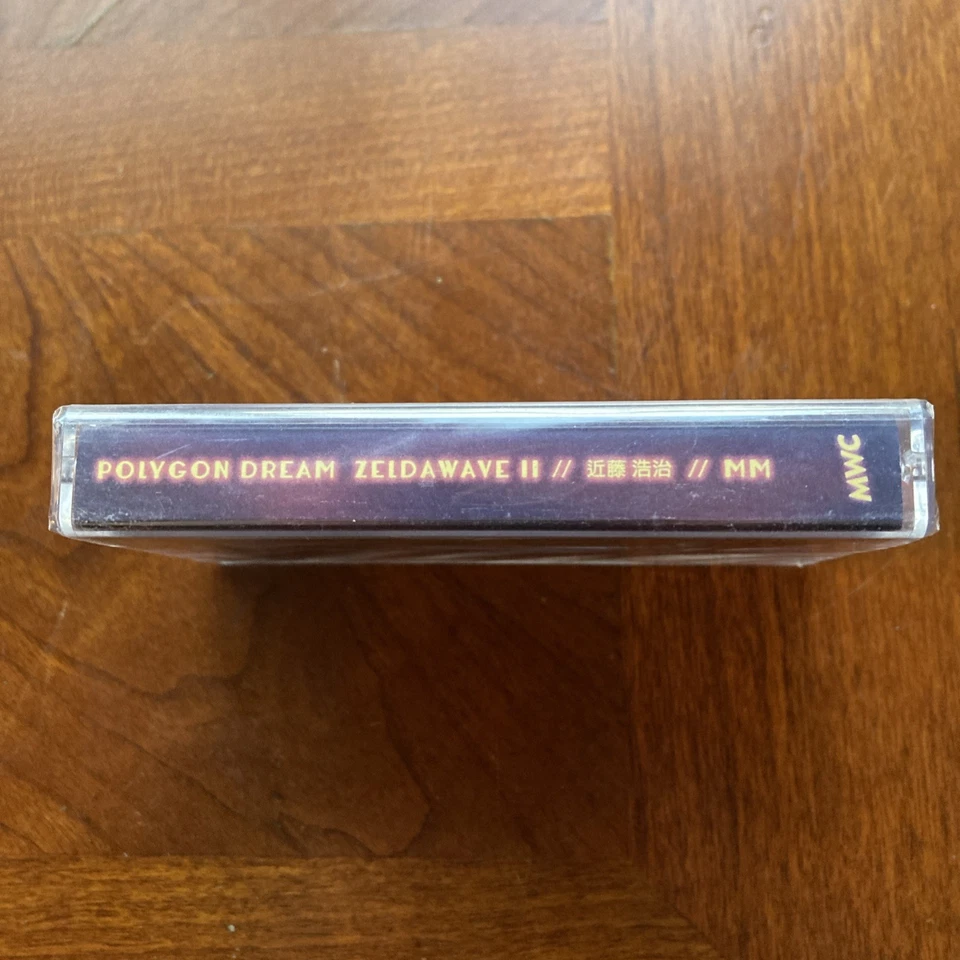 POLYGON DREAM ZELDAWAVE II // 近藤 浩治 // MM
MWC